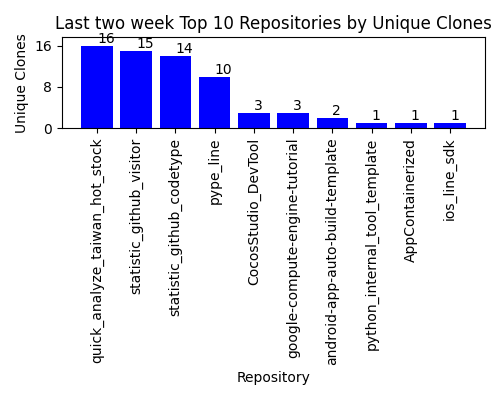 Last two week Top 10 Repositories by Unique Clones
Unique Clones
16
8
0
16
15
14
10
3
3
2
1
1
1
quick_analyze_taiwan_hot_stock
statistic_github_visitor
statistic_github_codetype
pype_line
CocosStudio_DevTool
google-compute-engine-tutorial
android-app-auto-build-template
python_internal_tool_template
AppContainerized
ios_line_sdk
Repository